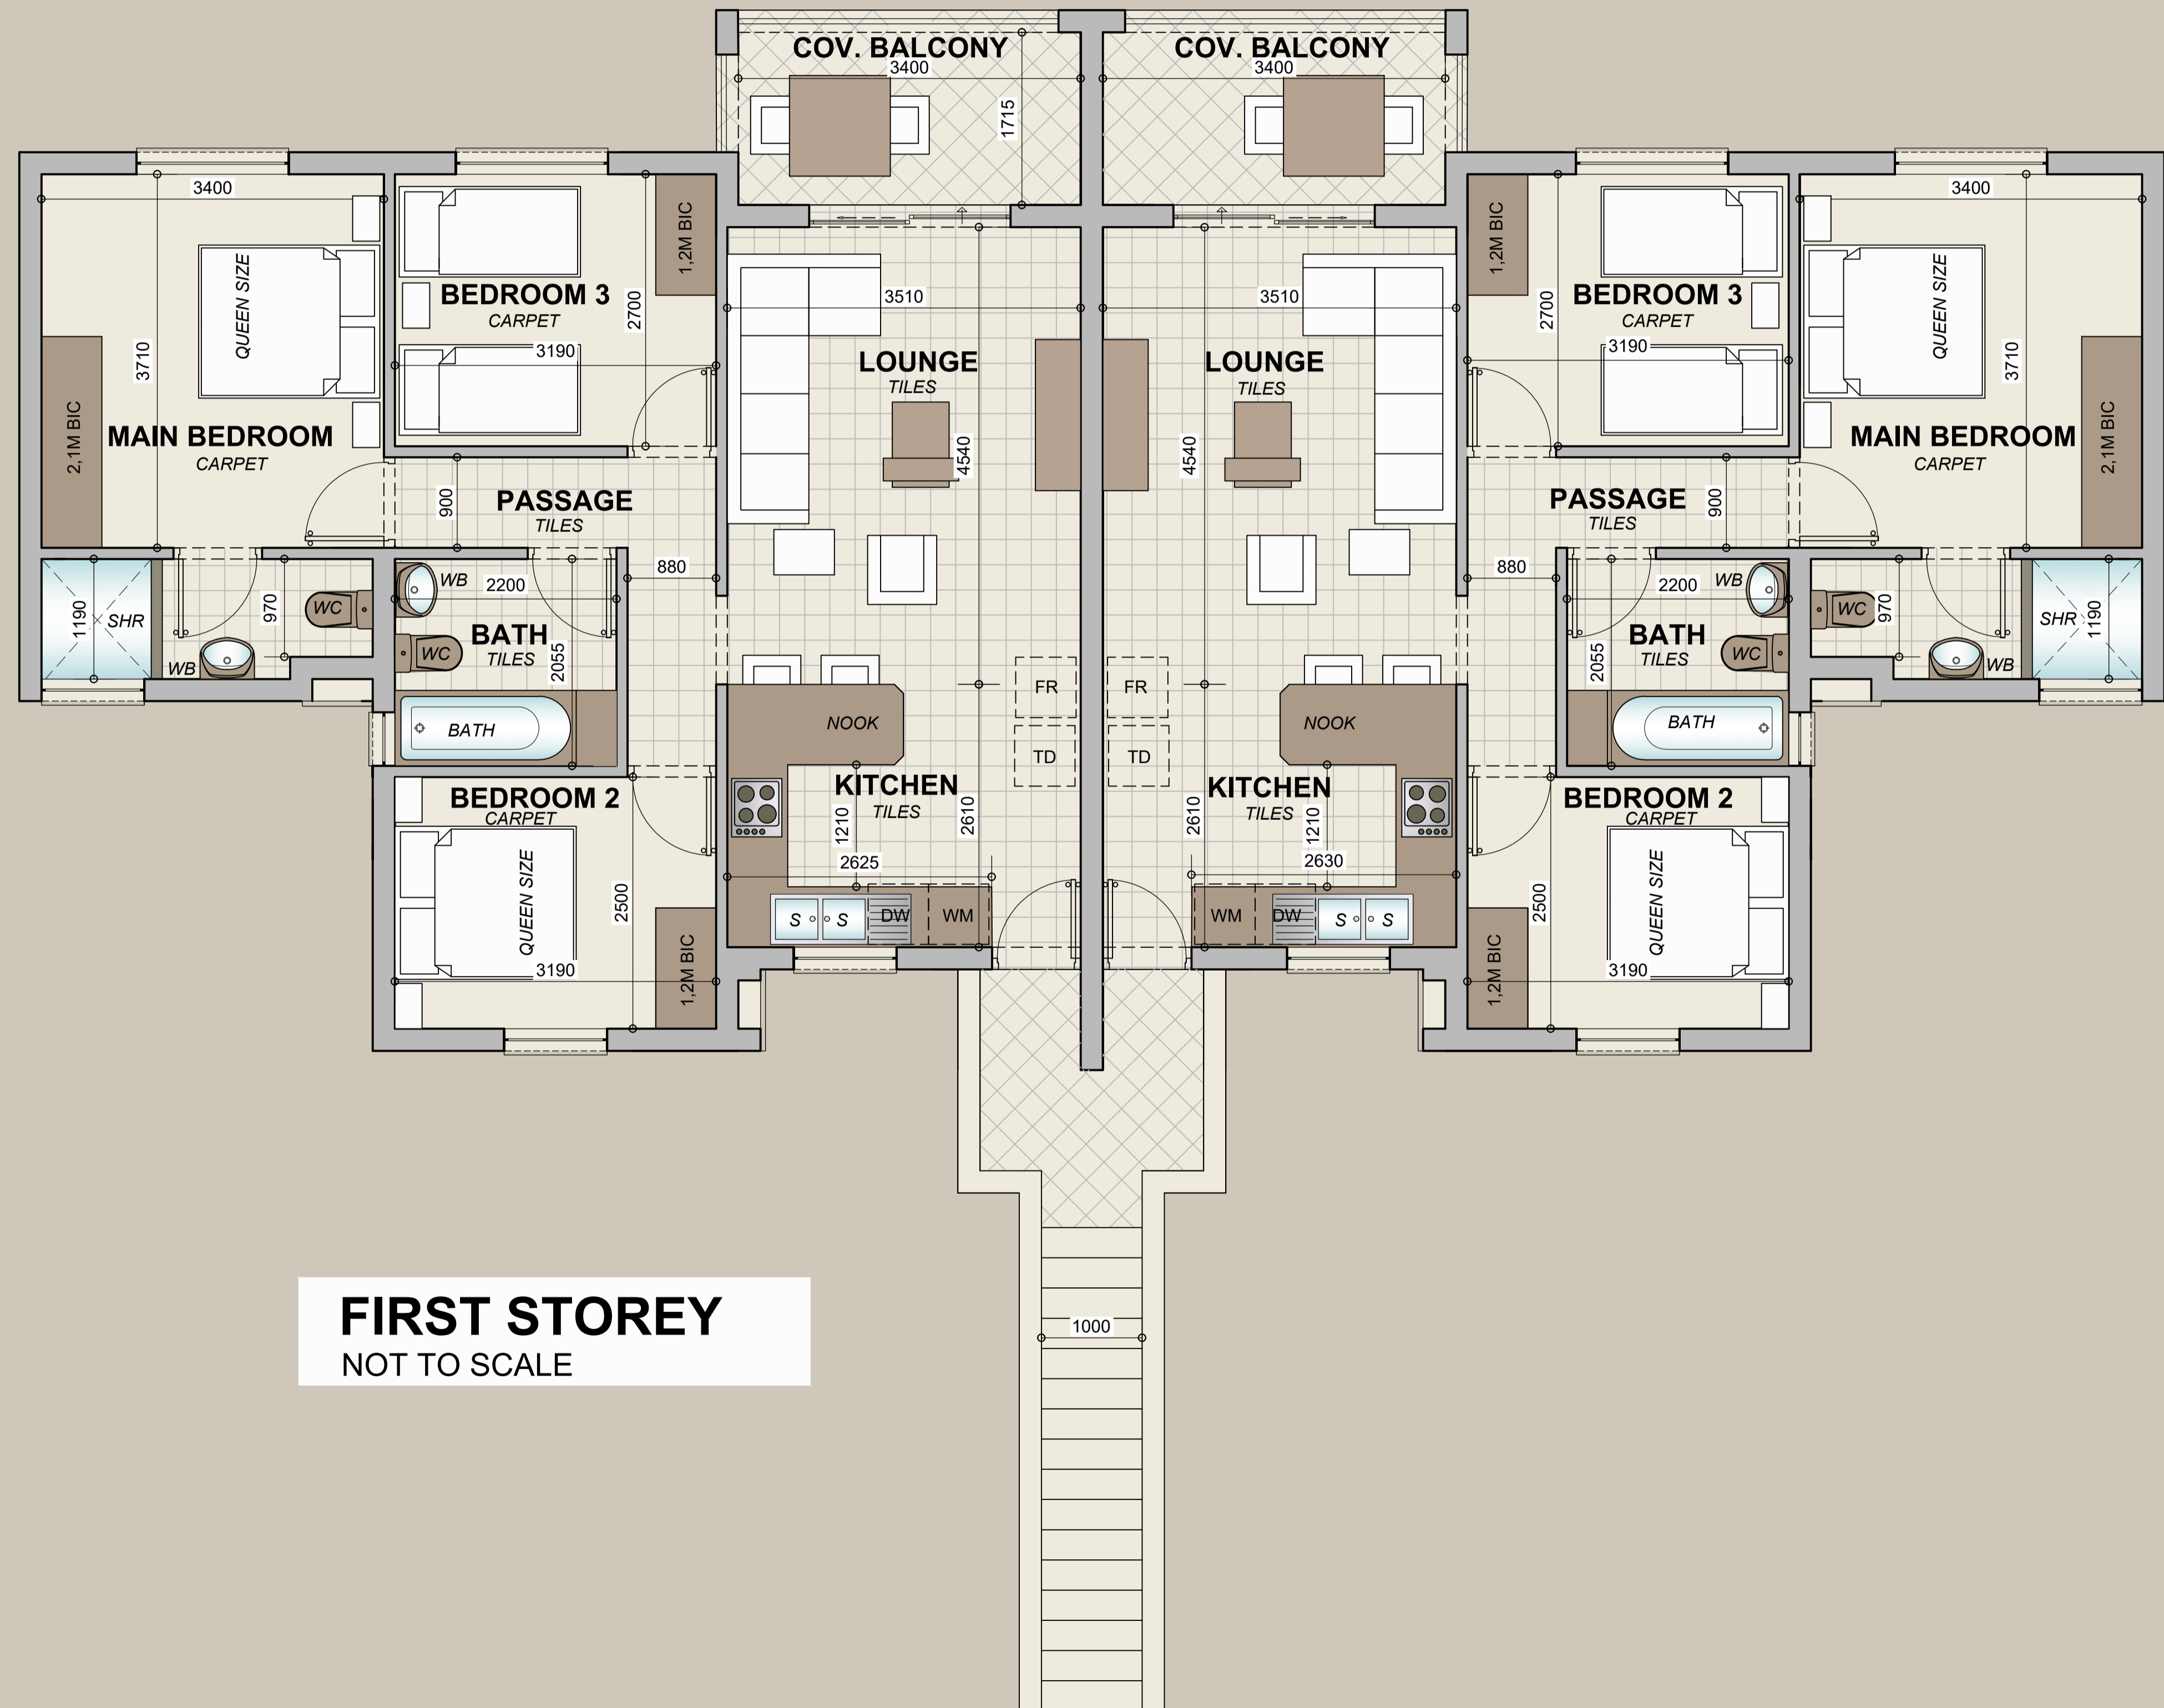 COV. BALCONY
3400
1715
COV. BALCONY
3400
3400
QUEEN SIZE
3710
2,1M BIC
MAIN BEDROOM
CARPET
1,2M BIC
BEDROOM 3
CARPET
2700
3190
3510
LOUNGE
TILES
4540
3510
LOUNGE
TILES
4540
1,2M BIC
2700
BEDROOM 3
CARPET
3190
3400
QUEEN SIZE
3710
MAIN BEDROOM
CARPET
2,1M BIC
900
PASSAGE
TILES
PASSAGE
TILES
900
1190
SHR
970
WC
WB
WB
2200
WC
BATH
TILES
2055
BATH
880
880
2200
WB
BATH
TILES
WC
2055
BATH
WC
970
SHR
1190
WB
FR
TD
FR
TD
NOOK
KITCHEN
TILES
1210
2610
2625
S
S
DW
WM
NOOK
KITCHEN
TILES
2610
1210
2630
WM
DW
S
S
BEDROOM 2
CARPET
QUEEN SIZE
2500
3190
1,2M BIC
BEDROOM 2
CARPET
QUEEN SIZE
2500
3190
1,2M BIC
FIRST STOREY
NOT TO SCALE
1000